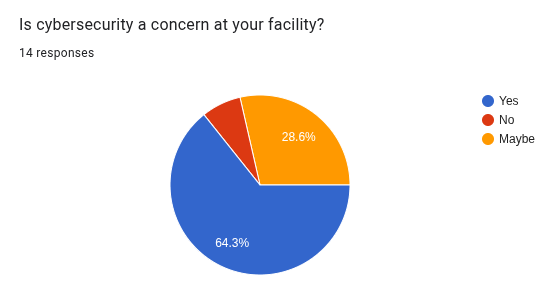 Is cybersecurity a concern at your facility?
14 responses
Yes
No
Maybe
28.6%
64.3%